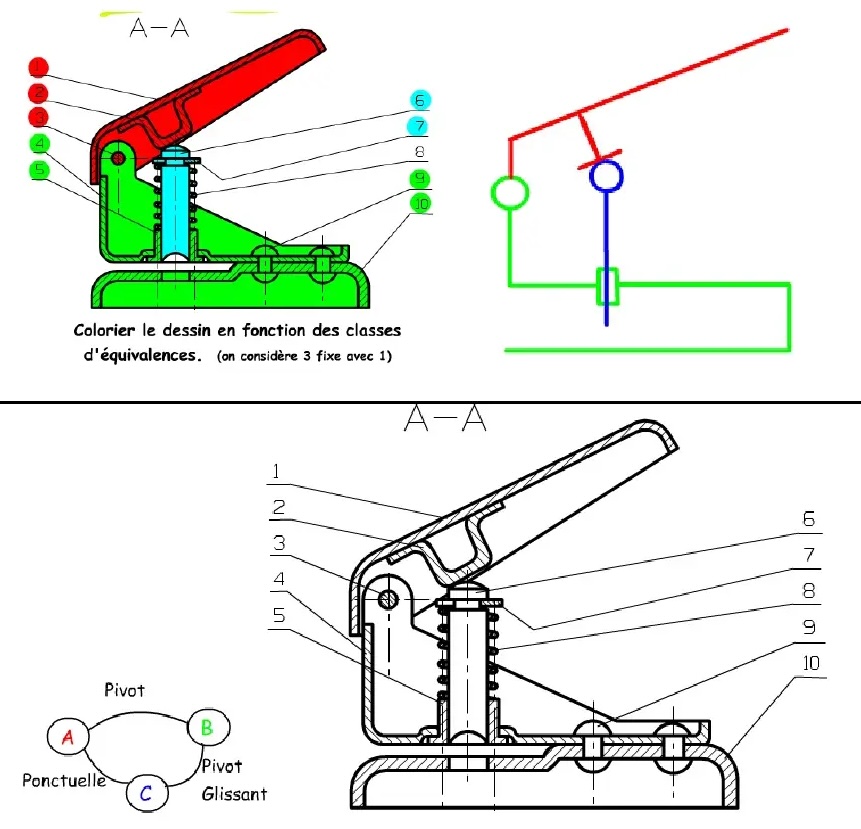 A-A
1
2
3
4
5
6
7
8
9
10
Colorier le dessin en fonction des classes
d'équivalences. (on considère 3 fixe avec 1)
A-A
1
2
3
4
5
6
7
8
9
10
Pivot
A
B
Ponctuelle
C
Pivot
Glissant